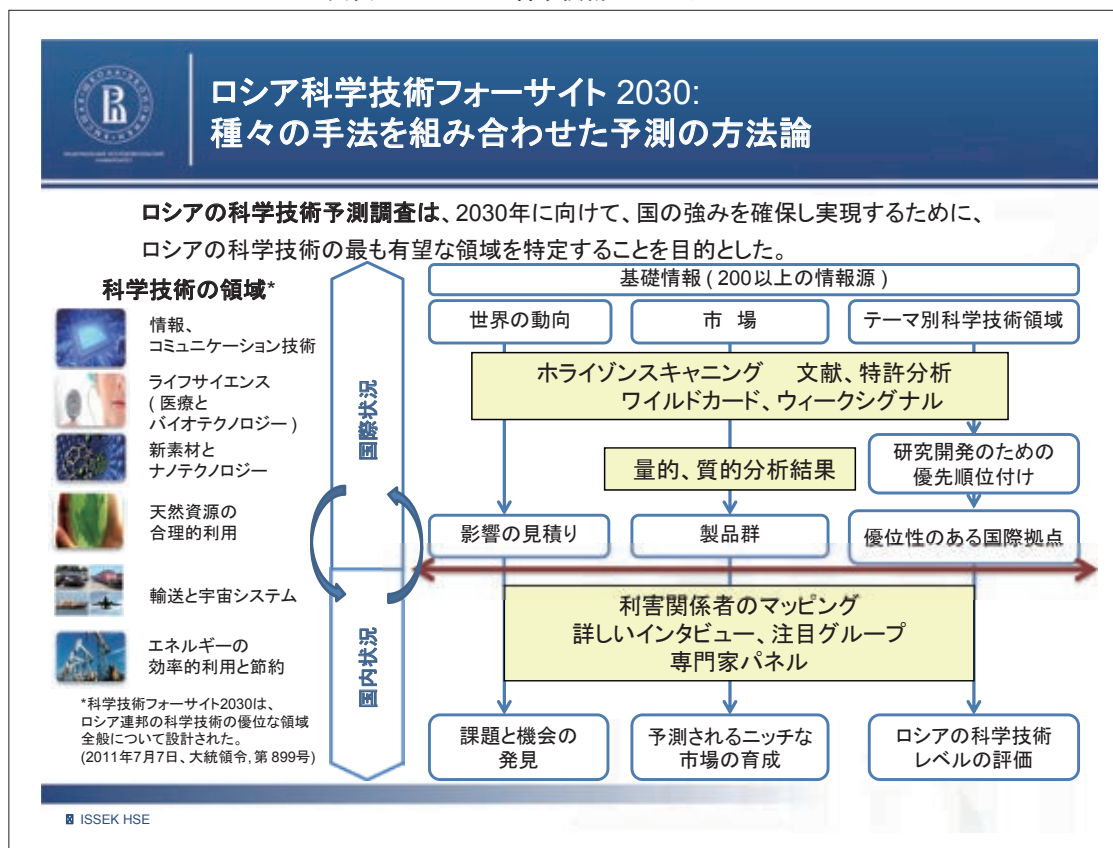 ロシア科学技術フォーサイト 2030:
種々の手法を組み合わせた予測の方法論
ロシアの科学技術予測調査は、2030年に向けて、国の強みを確保し実現するために、
ロシアの科学技術の最も有望な領域を特定することを目的とした。
科学技術の領域*
情報、
コミュニケーション技術
ライフサイエンス
( 医療と
バイオテクノロジー )
新素材と
ナノテクノロジー
天然資源の
合理的利用
輸送と宇宙システム
エネルギーの
効率的利用と節約
*科学技術フォーサイト2030は、
ロシア連邦の科学技術の優位な領域
全般について設計された。
(2011年7月7日、大統領令, 第 899号)
国際状況
国内状況
基礎情報 ( 200以上の情報源 )
世界の動向
市 場
テーマ別科学技術領域
ホライゾンスキャニング 文献、特許分析
ワイルドカード、ウィークシグナル
量的、質的分析結果
研究開発のための
優先順位付け
影響の見積り
製品群
優位性のある国際拠点
利害関係者のマッピング
詳しいインタビュー、注目グループ
専門家パネル
課題と機会の
発見
予測されるニッチな
市場の育成
ロシアの科学技術
レベルの評価
ISSEK HSE